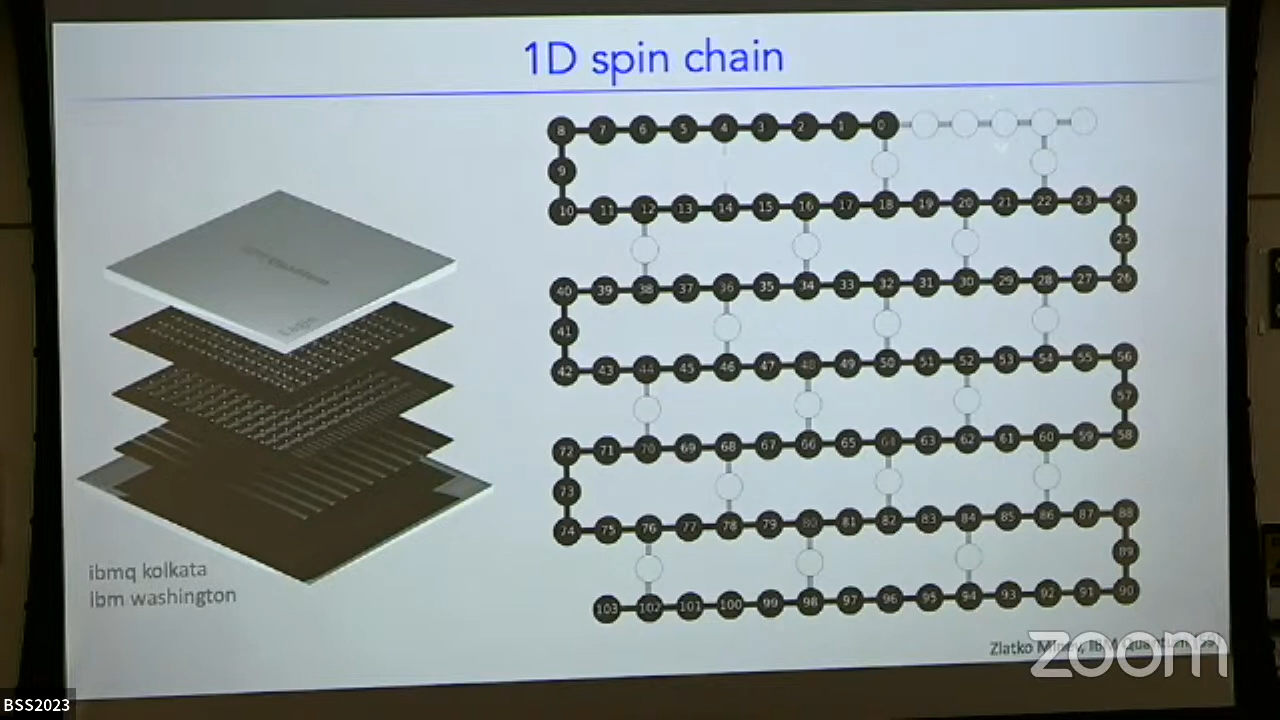 1D spin chain
8 7 6 5 4 3 2 1 0
9
10 11 12 13 14 15 16 17 18 19 20 21 22 23 24
25
40 39 38 37 36 35 34 33 32 31 30 29 28 27 26
41
42 43 44 45 46 47 48 49 50 51 52 53 54 55 56
57
72 71 70 69 68 67 66 65 64 63 62 61 60 59 58
73
74 75 76 77 78 79 80 81 82 83 84 85 86 87 88
89
103 102 101 100 99 98 97 96 95 94 93 92 91 90
Eagle
ibmq kolkata
ibm washington
Zlatko Minev, IBM Quantum
zoom
BSS2023